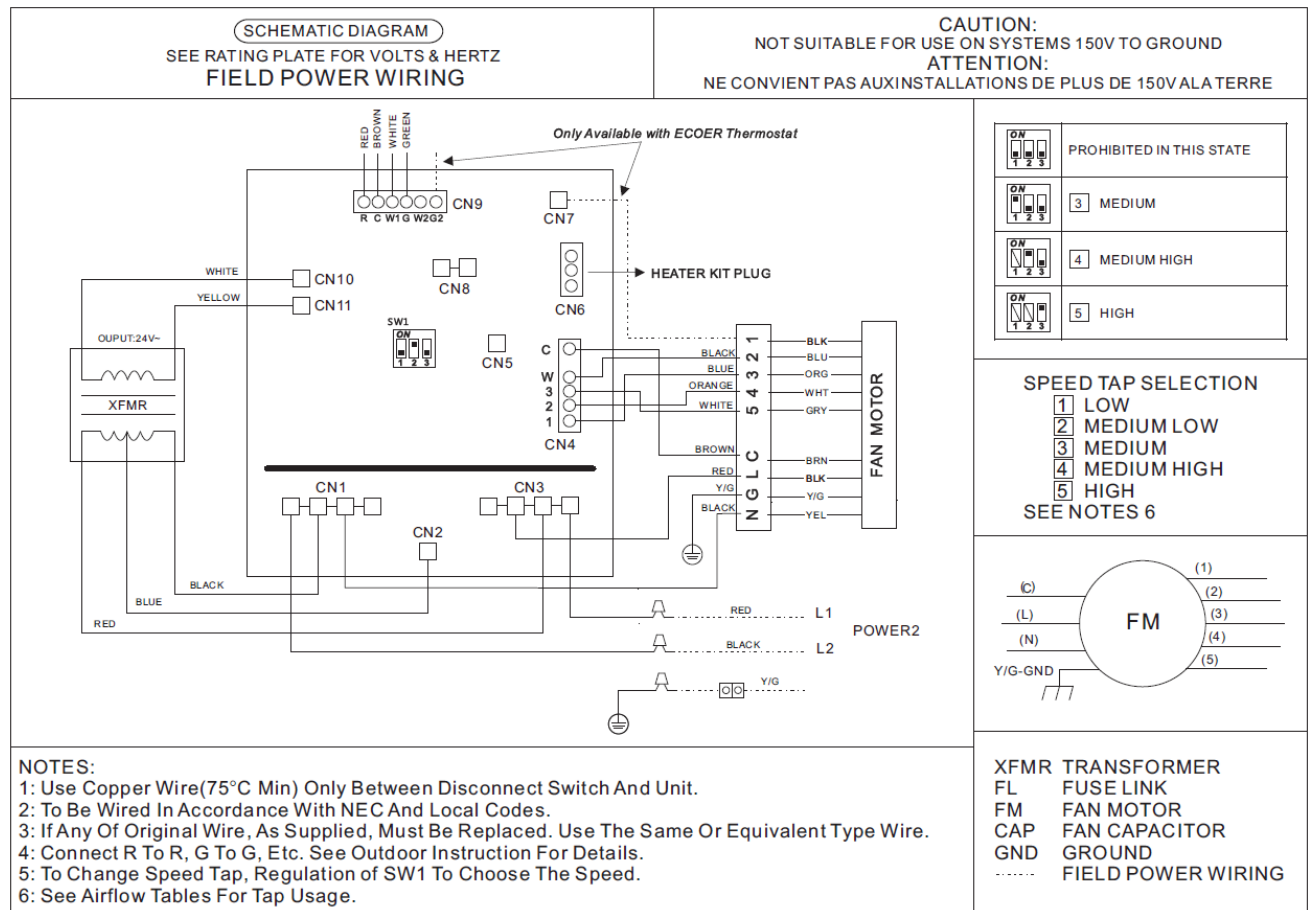 SCHEMATIC DIAGRAM
SEE RATING PLATE FOR VOLTS & HERTZ
FIELD POWER WIRING
CAUTION:
NOT SUITABLE FOR USE ON SYSTEMS 150V TO GROUND
ATTENTION:
NE CONVIENT PAS AUXINSTALLATIONS DE PLUS DE 150V ALA TERRE
RED
BROWN
WHITE
GREEN
Only Available with ECOER Thermostat
CN9
R C W1 G W2 G2
CN7
CN8
HEATER KIT PLUG
CN6
WHITE
CN10
YELLOW
CN11
SW1
ON
1 2 3
CN5
OUPUT:24V~
XFMR
C
W
3
2
1
CN4
BLACK
BLUE
ORANGE
WHITE
BROWN
RED
Y/G
BLACK
1
2
3
4
5
C
L
G
N
BLK
BLU
ORG
WHT
GRY
BRN
BLK
Y/G
YEL
FAN MOTOR
CN1
CN3
CN2
BLACK
BLUE
RED
RED
L1
POWER2
BLACK
L2
Y/G
ON
1 2 3
PROHIBITED IN THIS STATE
ON
1 2 3
3 MEDIUM
ON
1 2 3
4 MEDIUM HIGH
ON
1 2 3
5 HIGH
SPEED TAP SELECTION
1 LOW
2 MEDIUM LOW
3 MEDIUM
4 MEDIUM HIGH
5 HIGH
SEE NOTES 6
(C)
(L)
(N)
Y/G-GND
FM
(1)
(2)
(3)
(4)
(5)
NOTES:
1: Use Copper Wire(75°C Min) Only Between Disconnect Switch And Unit.
2: To Be Wired In Accordance With NEC And Local Codes.
3: If Any Of Original Wire, As Supplied, Must Be Replaced. Use The Same Or Equivalent Type Wire.
4: Connect R To R, G To G, Etc. See Outdoor Instruction For Details.
5: To Change Speed Tap, Regulation of SW1 To Choose The Speed.
6: See Airflow Tables For Tap Usage.
XFMR TRANSFORMER
FL FUSE LINK
FM FAN MOTOR
CAP FAN CAPACITOR
GND GROUND
FIELD POWER WIRING